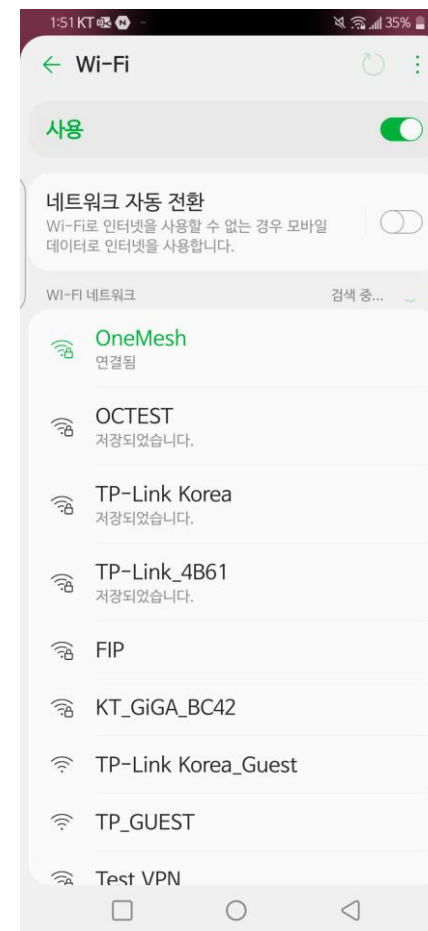 1:51 KT N 35%
Wi-Fi
사용
네트워크 자동 전환
Wi-Fi로 인터넷을 사용할 수 없는 경우 모바일
데이터로 인터넷을 사용합니다.
WI-FI 네트워크 검색 중...
OneMesh
연결됨
OCTEST
저장되었습니다.
TP-Link Korea
저장되었습니다.
TP-Link_4B61
저장되었습니다.
FIP
KT_GiGA_BC42
TP-Link Korea_Guest
TP_GUEST
Test VPN